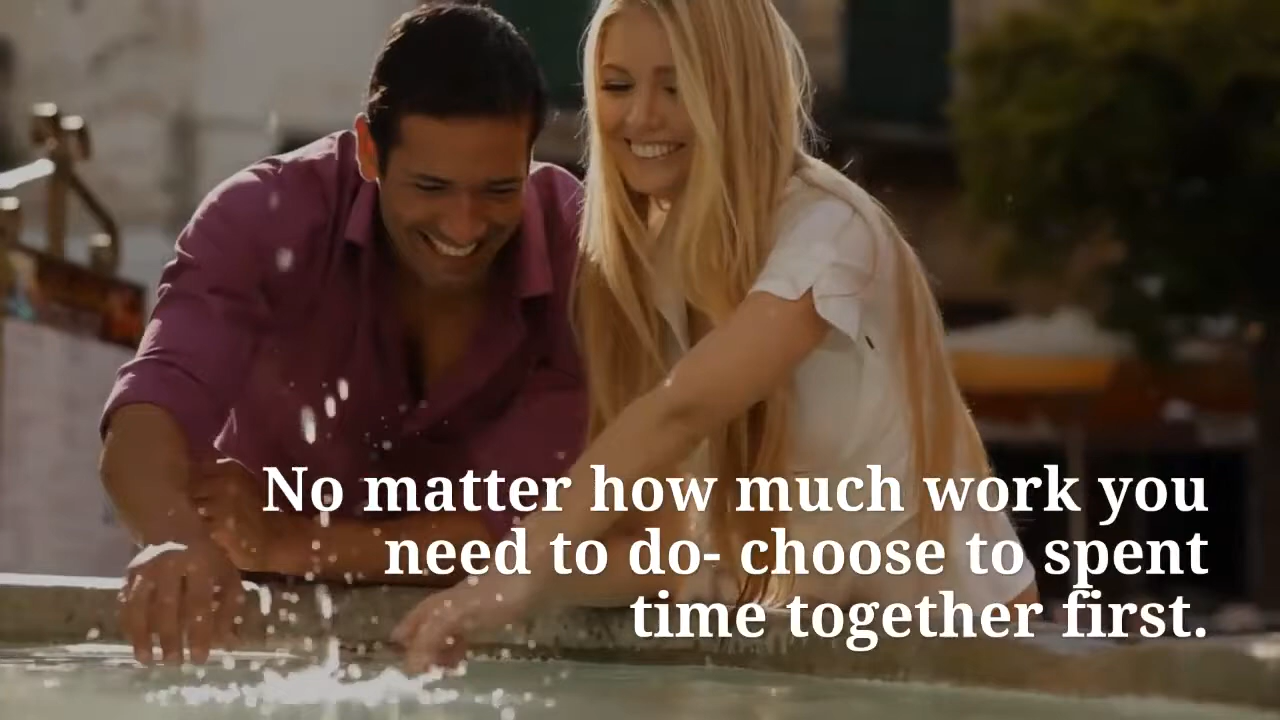 No matter how much work you
need to do- choose to spent
time together first.